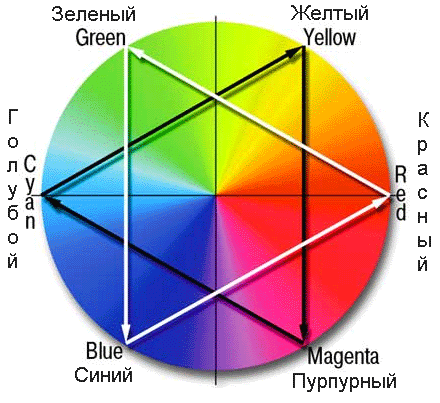 Зеленый
Green
Желтый
Yellow
Голубой
Cyan
Red
Красный
Blue
Синий
Magenta
Пурпурный